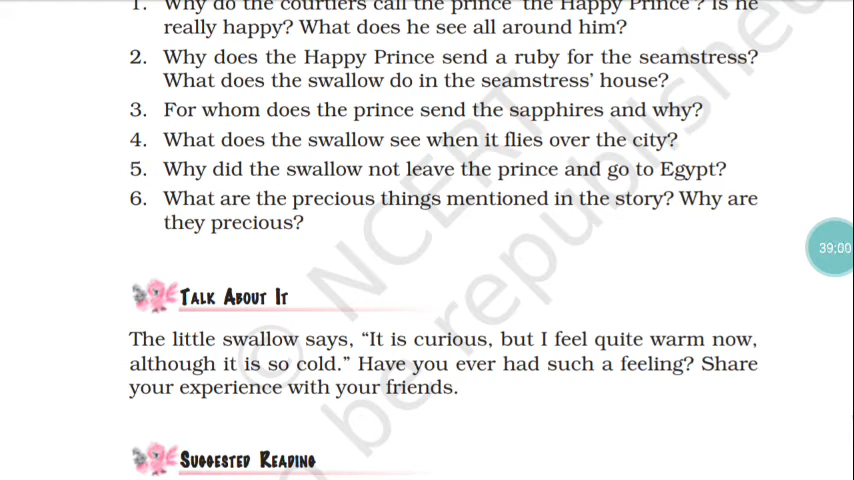 1. Why do the courtiers call the prince ‘the Happy Prince’? Is he
really happy? What does he see all around him?
2. Why does the Happy Prince send a ruby for the seamstress?
What does the swallow do in the seamstress’ house?
3. For whom does the prince send the sapphires and why?
4. What does the swallow see when it flies over the city?
5. Why did the swallow not leave the prince and go to Egypt?
6. What are the precious things mentioned in the story? Why are
they precious?
39:00
TALK ABOUT IT
The little swallow says, “It is curious, but I feel quite warm now,
although it is so cold.” Have you ever had such a feeling? Share
your experience with your friends.
SUGGESTED READING
© NCERT
be republished